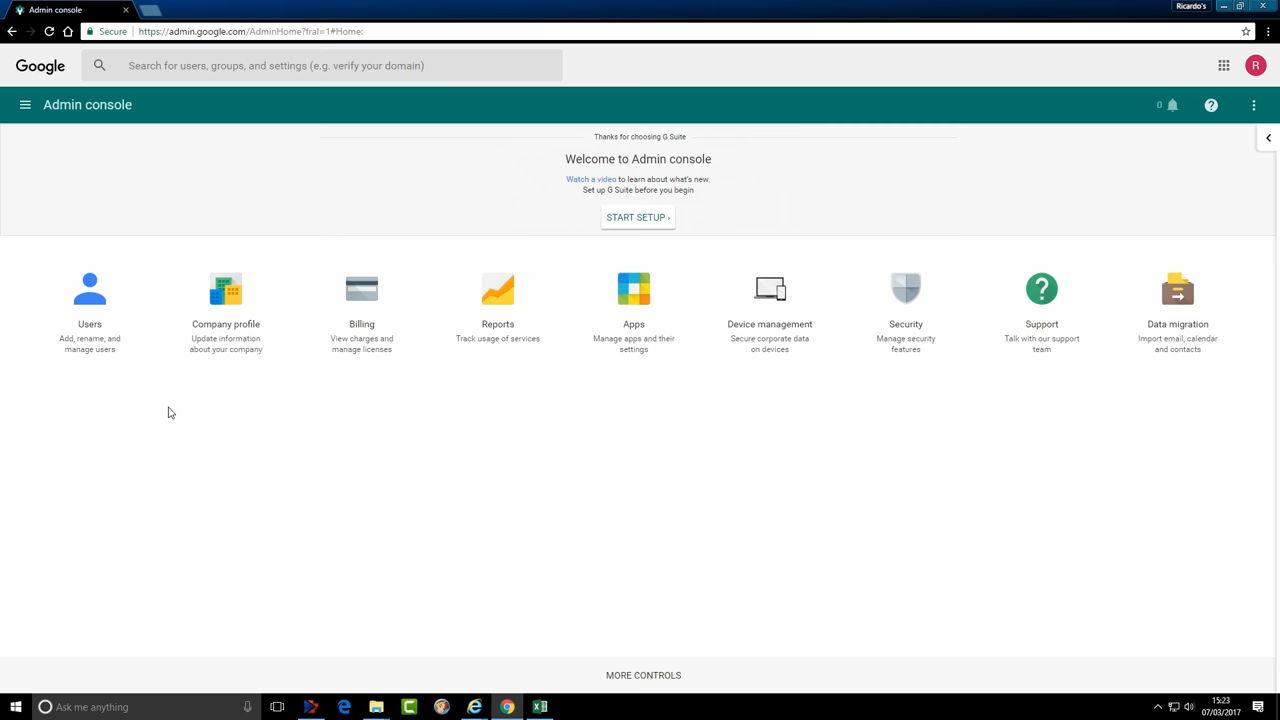 Admin console
Ricardo's
Secure https://admin.google.com/AdminHome?fral=1#Home:
Google Search for users, groups, and settings (e.g. verify your domain) R
Admin console 0
Thanks for choosing G Suite
Welcome to Admin console
Watch a video to learn about what's new.
Set up G Suite before you begin
START SETUP ›
Users
Add, rename, and
manage users
Company profile
Update information
about your company
Billing
View charges and
manage licenses
Reports
Track usage of services
Apps
Manage apps and their
settings
Device management
Secure corporate data
on devices
Security
Manage security
features
Support
Talk with our support
team
Data migration
Import email, calendar
and contacts
MORE CONTROLS
Ask me anything
15:23
07/03/2017